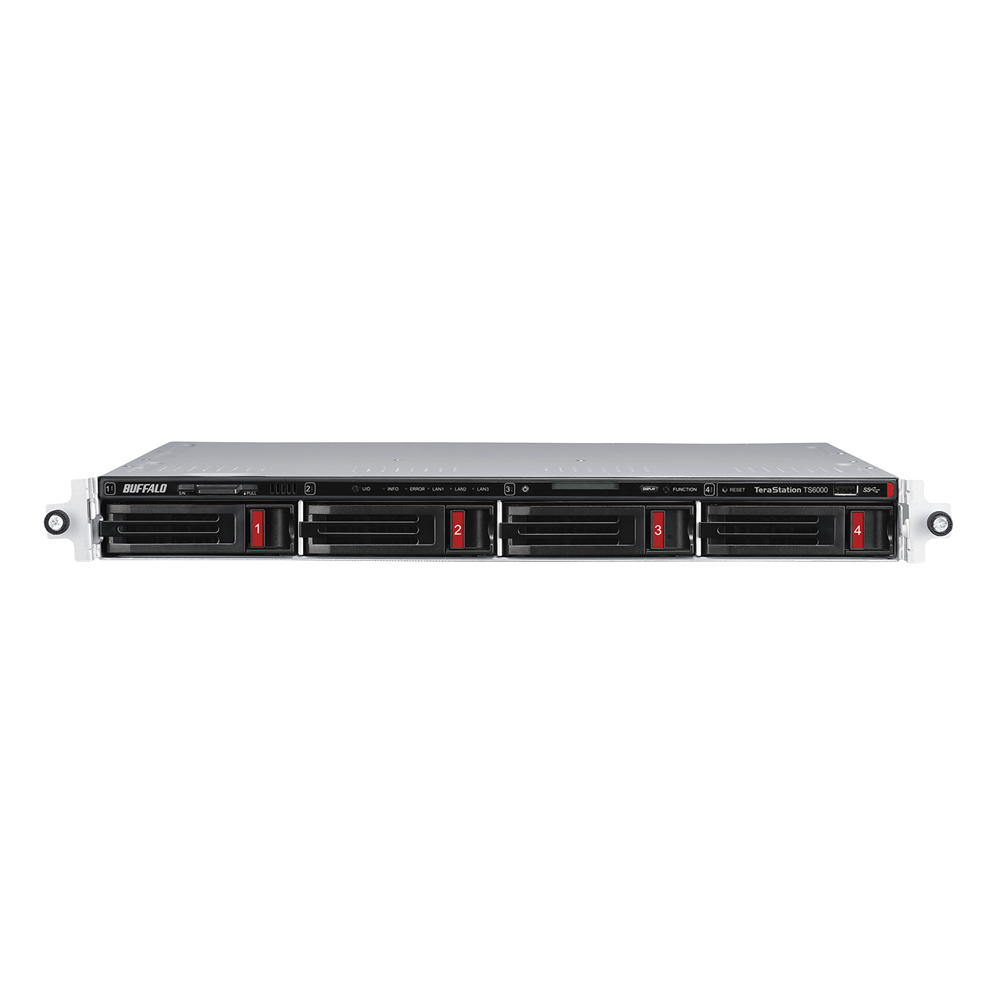 1 BUFFALO S/N ▲PULL 2 UID INFO ERROR LAN1 LAN2 LAN3 3 DISPLAY FUNCTION 4 RESET TeraStation TS6000 SS
1 2 3 4